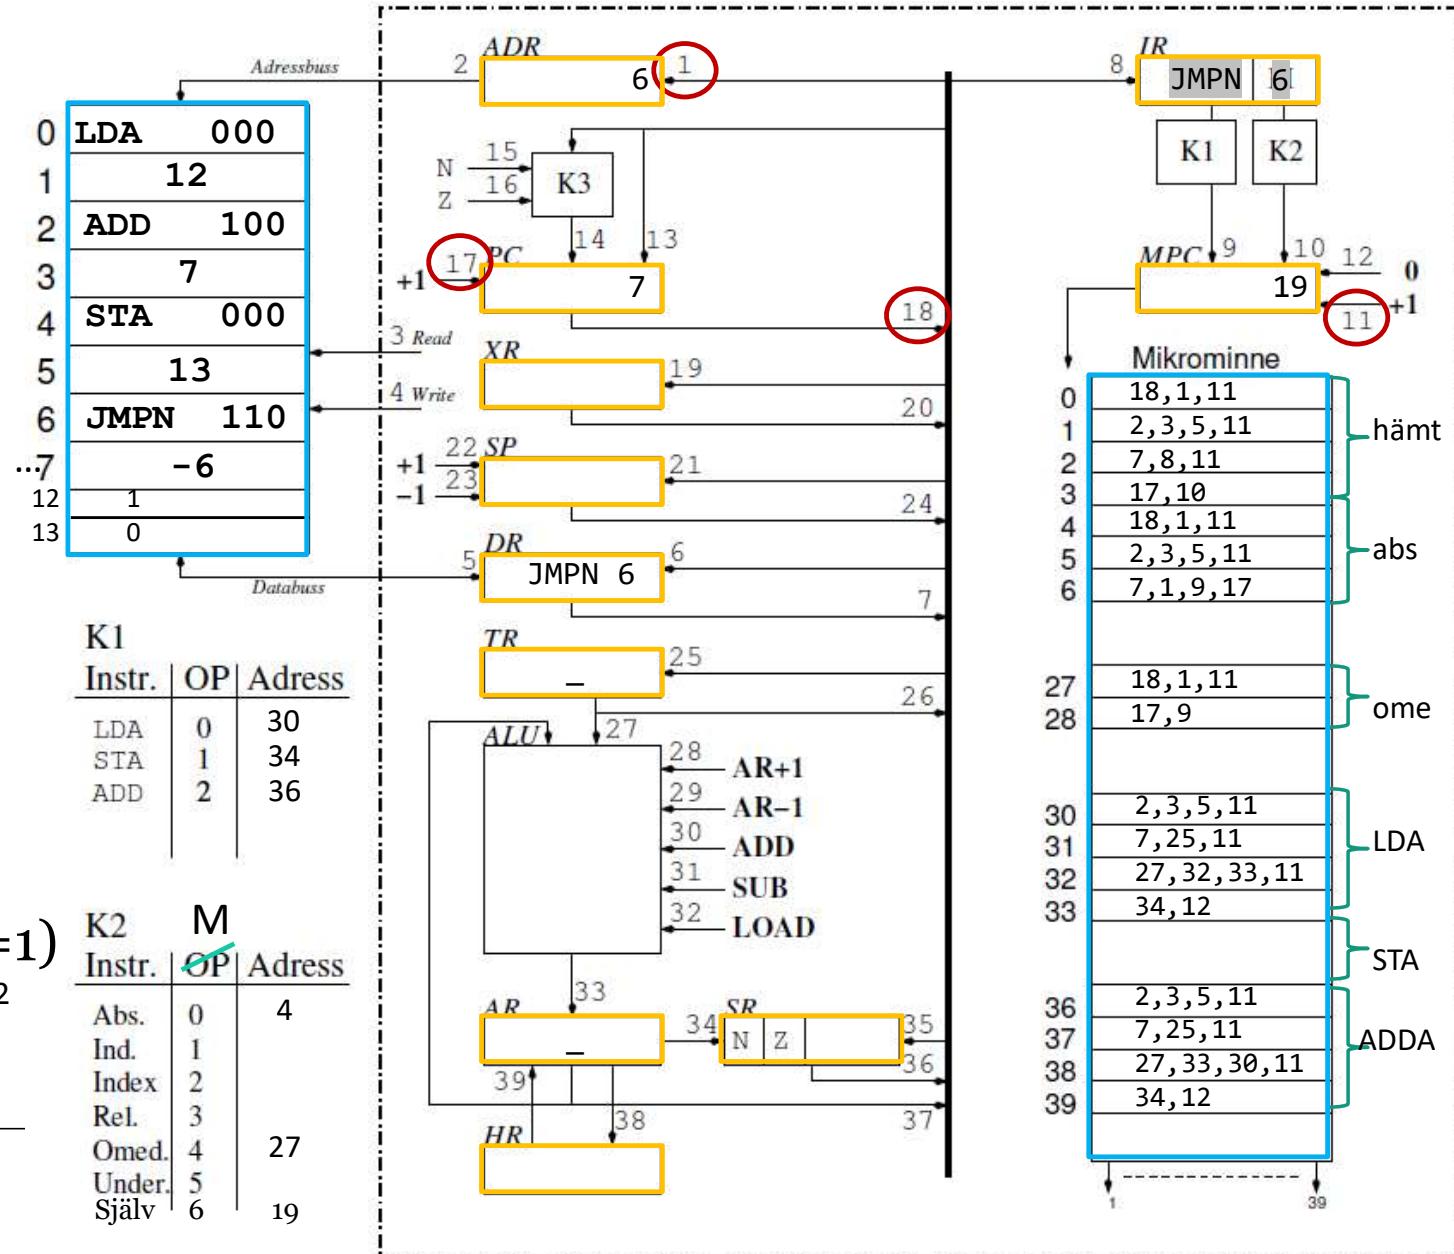 ADR
IR
Adressbuss
2
6
1
8
JMPN 6
0 LDA 000
1 12
2 ADD 100
3 7
4 STA 000
5 13
6 JMPN 110
...7 -6
12 1
13 0
Databuss
N 15
Z 16
K3
14
13
K1
K2
9
10
12 0
11 +1
MPC
19
PC
+1 17
7
18
3 Read
4 Write
XR
19
20
SP
+1 22
-1 23
21
24
DR
5
JMPN 6
6
7
TR
_
25
26
27
ALU
28 AR+1
29 AR−1
30 ADD
31 SUB
32 LOAD
33
AR
_
34
SR
N Z
35
36
37
39
38
HR
Mikrominne
0 18,1,11
1 2,3,5,11
2 7,8,11
3 17,10
hämt
4 18,1,11
5 2,3,5,11
6 7,1,9,17
abs
27 18,1,11
28 17,9
ome
30 2,3,5,11
31 7,25,11
32 27,32,33,11
33 34,12
LDA
STA
36 2,3,5,11
37 7,25,11
38 27,33,30,11
39 34,12
ADDA
1
39
K1
Instr. OP Adress
LDA 0 30
STA 1 34
ADD 2 36
=1)
2
K2 M
Instr. OP Adress
Abs. 0 4
Ind. 1
Index 2
Rel. 3
Omed. 4 27
Under. 5
Själv 6 19